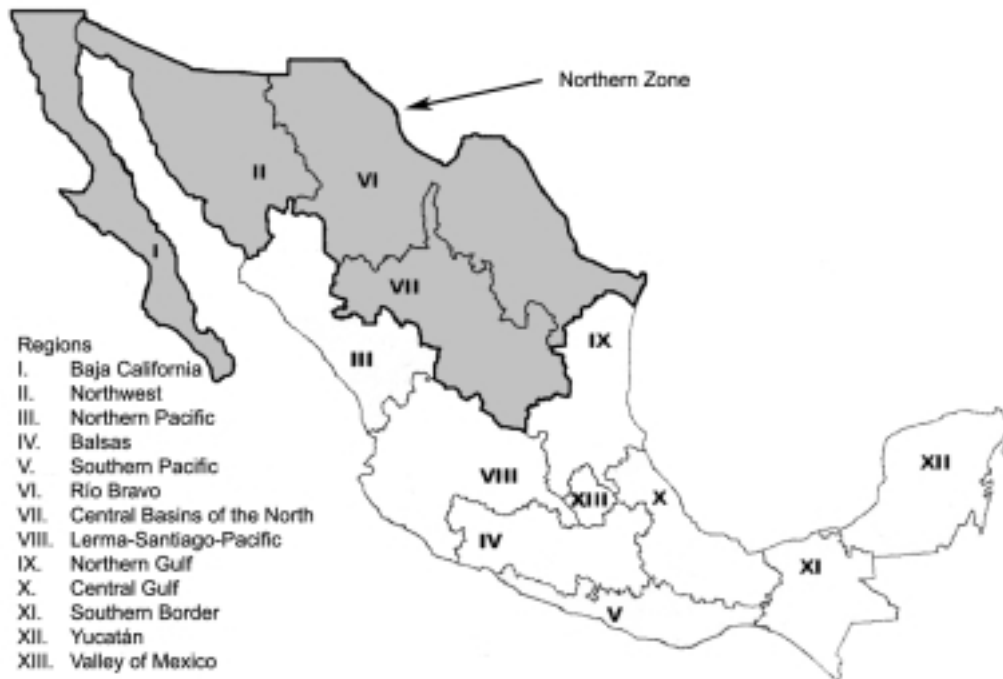 Northern Zone
II
VI
I
VII
IX
III
XII
VIII
XIII
X
IV
XI
V
Regions
I. Baja California
II. Northwest
III. Northern Pacific
IV. Balsas
V. Southern Pacific
VI. Río Bravo
VII. Central Basins of the North
VIII. Lerma-Santiago-Pacific
IX. Northern Gulf
X. Central Gulf
XI. Southern Border
XII. Yucatán
XIII. Valley of Mexico